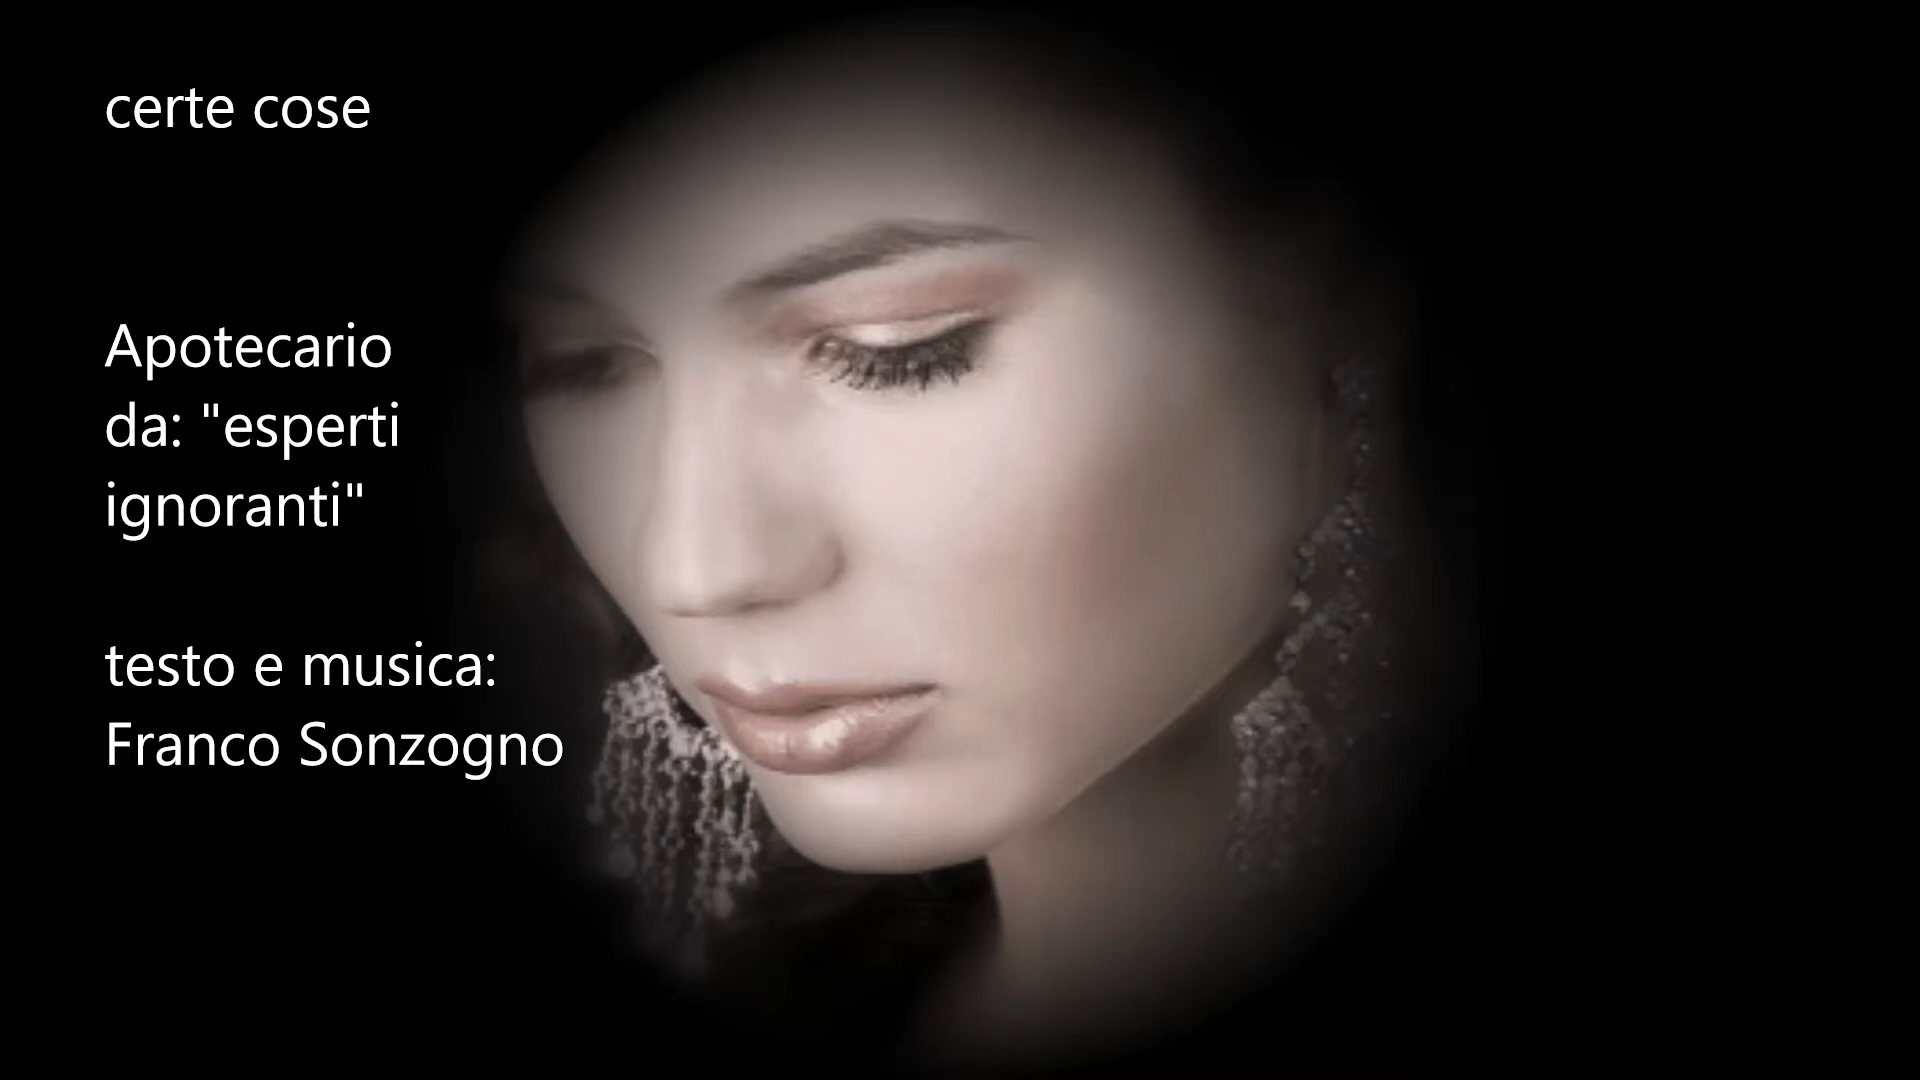 certe cose
Apotecario
da: "esperti
ignoranti"
testo e musica:
Franco Sonzogno